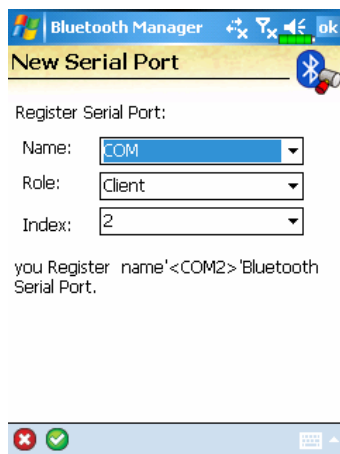 Bluetooth Manager ok
New Serial Port
Register Serial Port:
Name: COM
Role: Client
Index: 2
you Register name'<COM2>'Bluetooth
Serial Port.